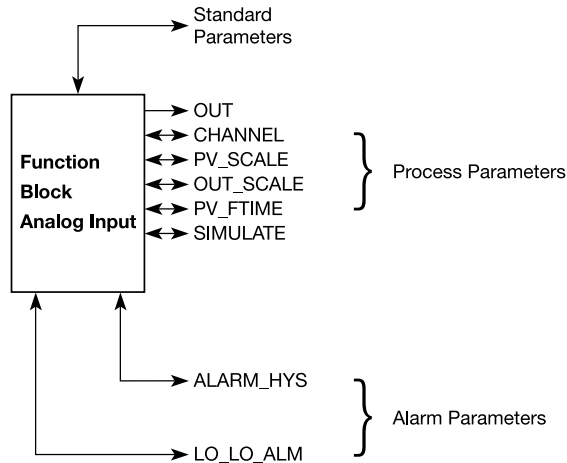 Standard
Parameters
OUT
CHANNEL
PV_SCALE
OUT_SCALE
PV_FTIME
SIMULATE
Function
Block
Analog Input
Process Parameters
ALARM_HYS
LO_LO_ALM
Alarm Parameters